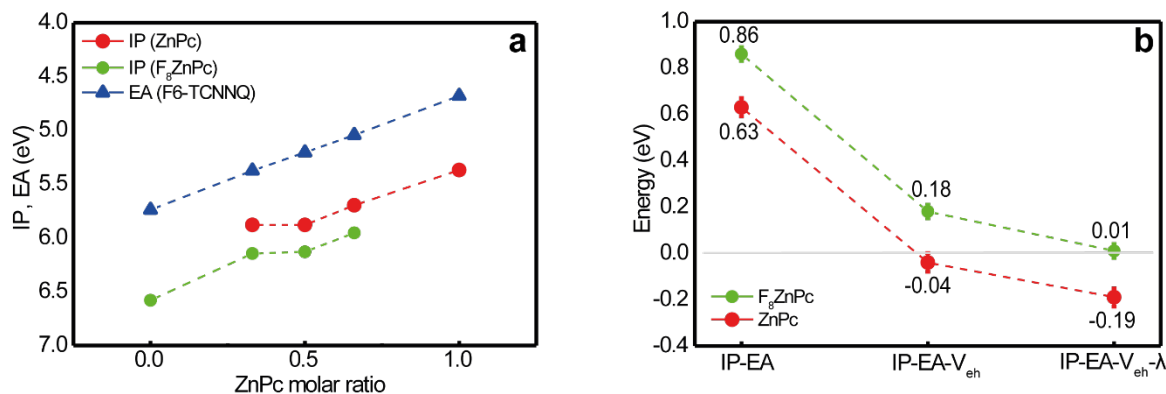 a
IP (ZnPc)
IP (F₈ZnPc)
EA (F6-TCNNQ)
IP, EA (eV)
4.0
4.5
5.0
5.5
6.0
6.5
7.0
0.0
0.5
1.0
ZnPc molar ratio
b
Energy (eV)
1.0
0.8
0.6
0.4
0.2
0.0
-0.2
-0.4
0.86
0.63
0.18
-0.04
0.01
-0.19
F₈ZnPc
ZnPc
IP-EA
IP-EA-Vₑₕ
IP-EA-Vₑₕ-λ